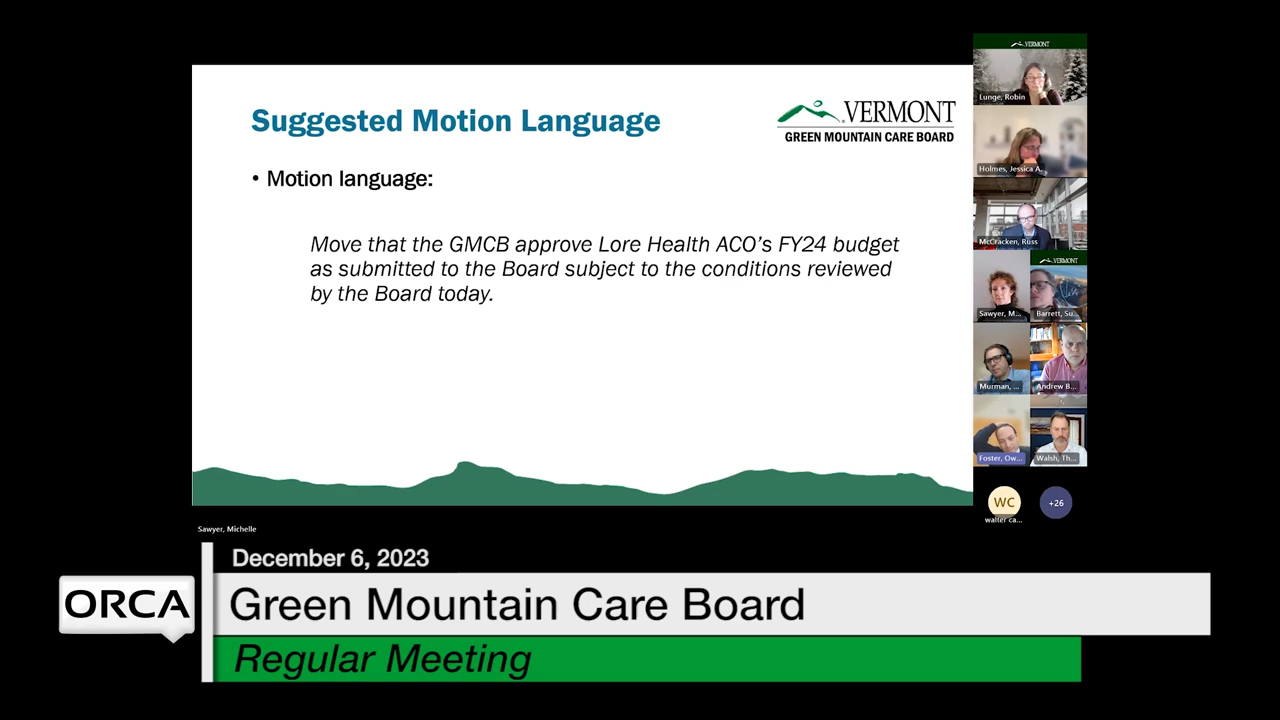 Suggested Motion Language
VERMONT
GREEN MOUNTAIN CARE BOARD
• Motion language:
Move that the GMCB approve Lore Health ACO's FY24 budget
as submitted to the Board subject to the conditions reviewed
by the Board today.
VERMONT
Lunge, Robin
Holmes, Jessica A.
McCracken, Russ
VERMONT
Sawyer, M...
Barrett, Su...
Murman, ...
Andrew B...
Foster, Ow...
Walsh, Th...
WC
+26
walter ca...
Sawyer, Michelle
December 6, 2023
ORCA
Green Mountain Care Board
Regular Meeting